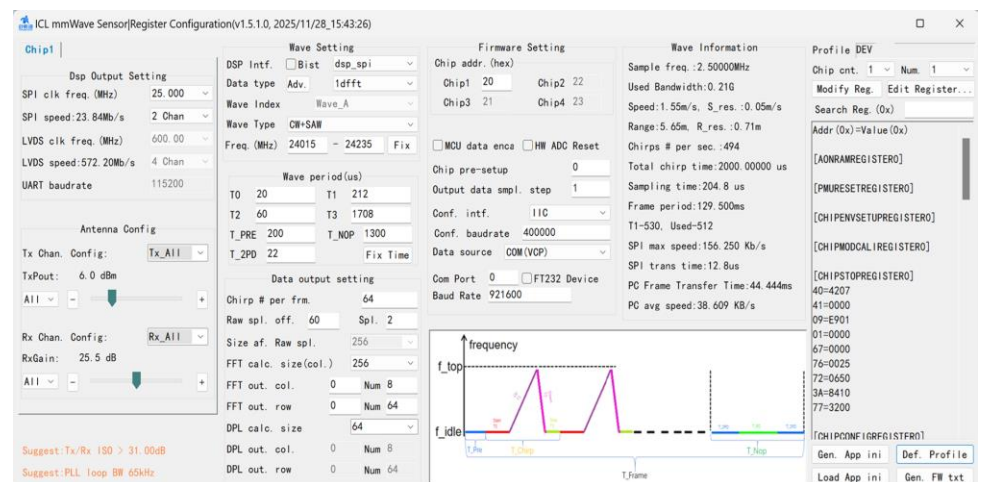 ICL mmWave Sensor|Register Configuration(v1.5.1.0, 2025/11/28_15:43:26)
Chip1
Dsp Output Setting
SPI clk freq. (MHz) 25.000
SPI speed:23.84Mb/s 2 Chan
LVDS clk freq. (MHz) 600.00
LVDS speed:572.20Mb/s 4 Chan
UART baudrate 115200
Antenna Config
Tx Chan. Config: Tx_All
TxPout: 6.0 dBm
All - +
Rx Chan. Config: Rx_All
RxGain: 25.5 dB
All - +
Suggest:Tx/Rx ISO > 31.00dB
Suggest:PLL loop BW 65kHz
Wave Setting
DSP Intf. Bist dsp_spi
Data type Adv. 1dfft
Wave Index Wave_A
Wave Type CW+SAW
Freq. (MHz) 24015 - 24235 Fix
Wave period(us)
T0 20 T1 212
T2 60 T3 1708
T_PRE 200 T_NOP 1300
T_2PD 22 Fix Time
Data output setting
Chirp # per frm. 64
Raw spl. off. 60 Spl. 2
Size af. Raw spl. 256
FFT calc. size(col.) 256
FFT out. col. 0 Num 8
FFT out. row 0 Num 64
DPL calc. size 64
DPL out. col. 0 Num 8
DPL out. row 0 Num 64
Firmware Setting
Chip addr. (hex)
Chip1 20 Chip2 22
Chip3 21 Chip4 23
MCU data enca HW ADC Reset
Chip pre-setup 0
Output data smpl. step 1
Conf. intf. IIC
Conf. baudrate 400000
Data source COM(VCP)
Com Port 0 FT232 Device
Baud Rate 921600
Wave Information
Sample freq. :2.50000MHz
Used Bandwidth:0.21G
Speed:1.55m/s, S_res. :0.05m/s
Range:5.65m, R_res. :0.71m
Chirps # per sec. :494
Total chirp time:2000.00000 us
Sampling time:204.8 us
Frame period:129.500ms
T1-530, Used-512
SPI max speed:156.250 Kb/s
SPI trans time:12.8us
PC Frame Transfer Time:44.444ms
PC avg speed:38.609 KB/s
frequency
f_top
f_idle
T_Pre T_Chirp T_Nop
T_Frame
Profile DEV
Chip cnt. 1 Num. 1
Modify Reg. Edit Register...
Search Reg. (0x)
Addr(0x)=Value(0x)
[AONRAMREGISTER0]
[PMURESETREGISTER0]
[CHIPENVSETUPREGISTER0]
[CHIPMODCALIREGISTER0]
[CHIPSTOPREGISTER0]
40=4207
41=0000
09=E901
01=0000
67=0000
76=0025
72=0650
3A=8410
77=3200
[CHIPCONFIGREGISTER0]
Gen. App ini Def. Profile
Load App ini Gen. FW txt